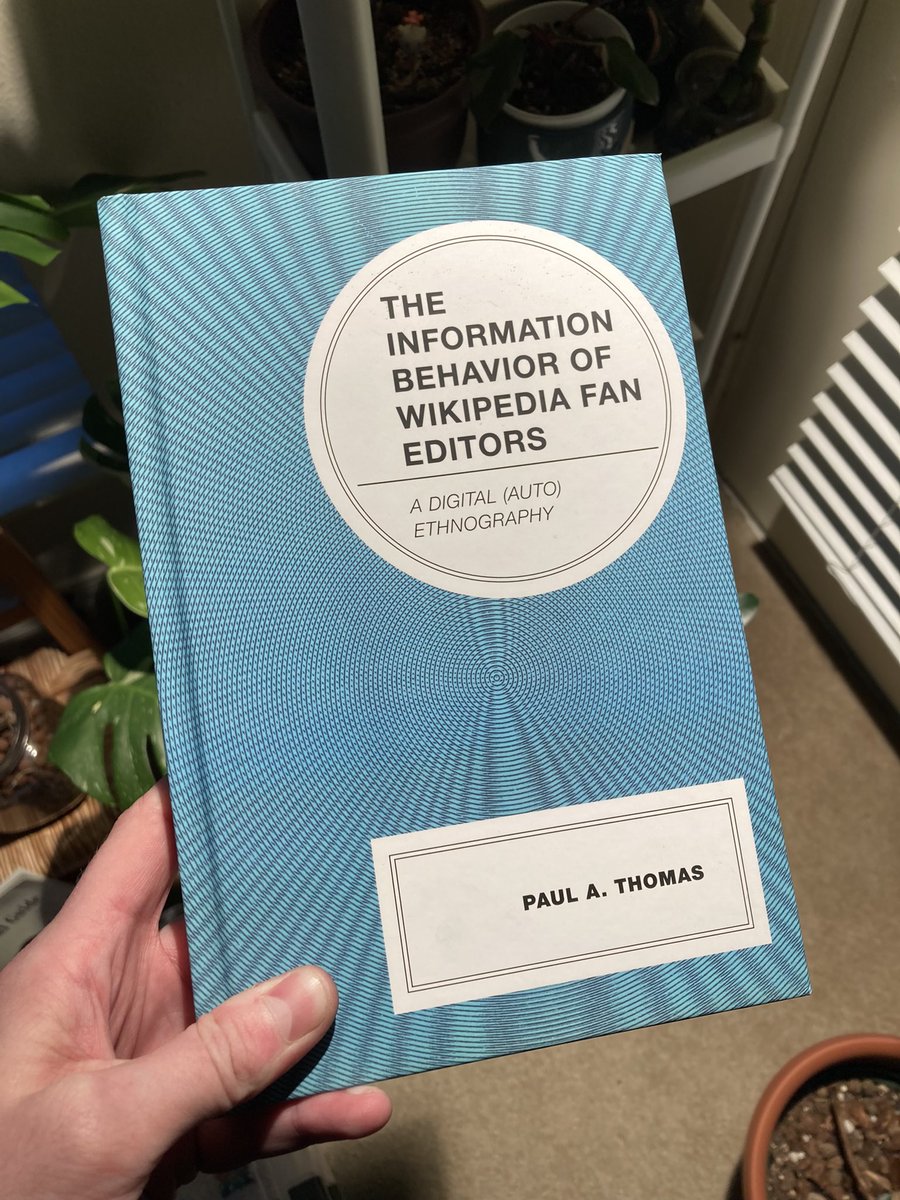 THE
INFORMATION
BEHAVIOR OF
WIKIPEDIA FAN
EDITORS
A DIGITAL (AUTO)
ETHNOGRAPHY
PAUL A. THOMAS